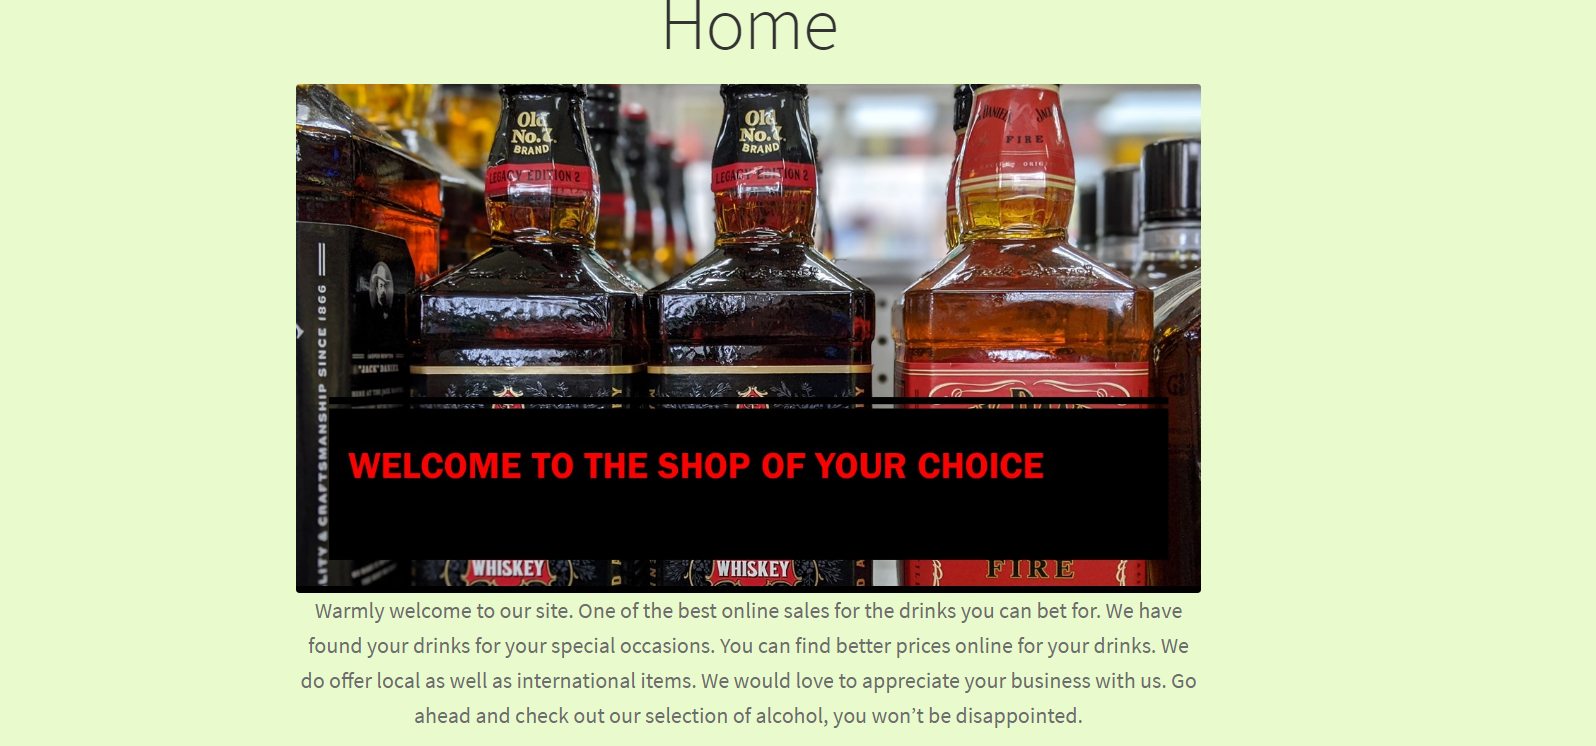 Home
Old
No.7
BRAND
LEGACY EDITION 2
Old
No.7
BRAND
LEGACY EDITION 2
DANIEL JACK
FIRE
SINCE 1866
& CRAFTSMANSHIP
"JACK" DANIEL
WELCOME TO THE SHOP OF YOUR CHOICE
WHISKEY
WHISKEY
FIRE
Warmly welcome to our site. One of the best online sales for the drinks you can bet for. We have
found your drinks for your special occasions. You can find better prices online for your drinks. We
do offer local as well as international items. We would love to appreciate your business with us. Go
ahead and check out our selection of alcohol, you won’t be disappointed.